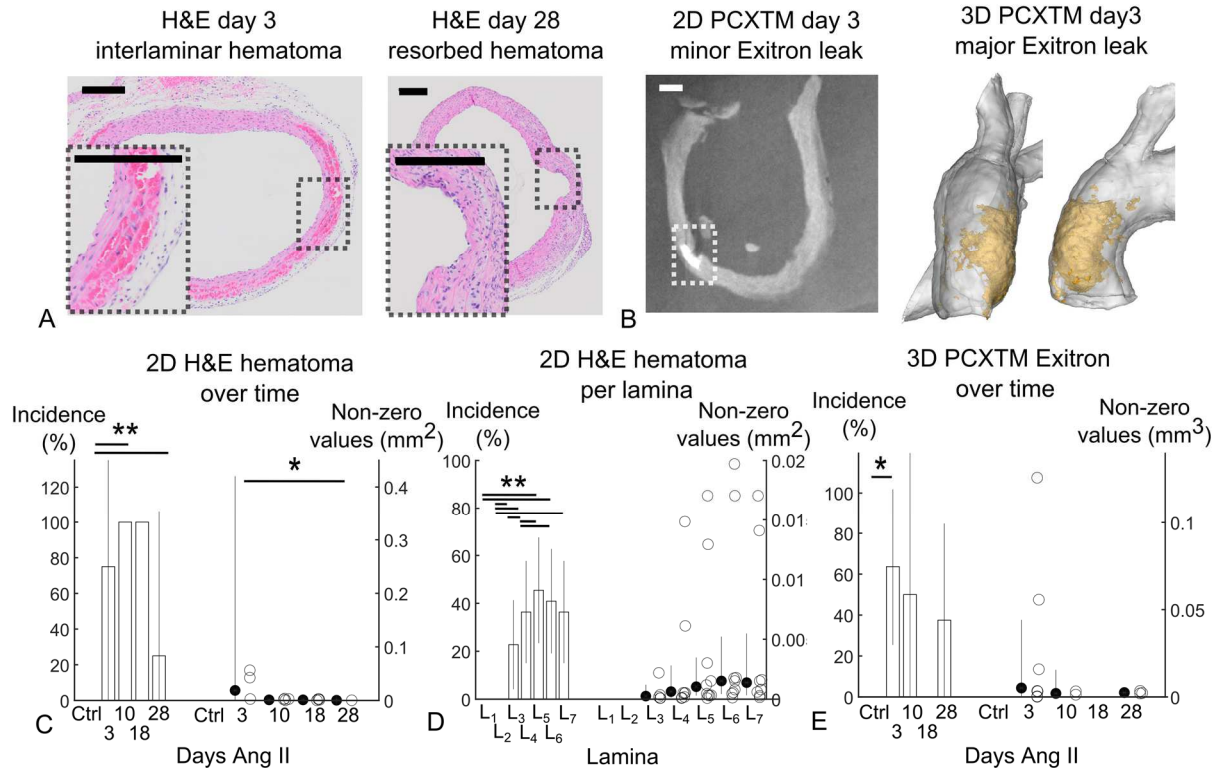 H&E day 3
interlaminar hematoma
H&E day 28
resorbed hematoma
2D PCXTM day 3
minor Exitron leak
3D PCXTM day3
major Exitron leak
A
B
2D H&E hematoma
over time
Incidence
(%)
Non-zero
values (mm2)
**
*
120
100
80
60
40
20
0
0.4
0.3
0.2
0.1
0
Ctrl 10 28
3 18
Ctrl 3 10 18 28
C
Days Ang II
2D H&E hematoma
per lamina
Incidence
(%)
Non-zero
values (mm2)
**
100
80
60
40
20
0
0.02
0.01
0.01
0.00
0
L1 L3 L5 L7
L2 L4 L6
L1 L2 L3 L4 L5 L6 L7
D
Lamina
3D PCXTM Exitron
over time
Incidence
(%)
Non-zero
values (mm3)
*
100
80
60
40
20
0
0.1
0.05
0
Ctrl 10 28
3 18
Ctrl 3 10 18 28
E
Days Ang II